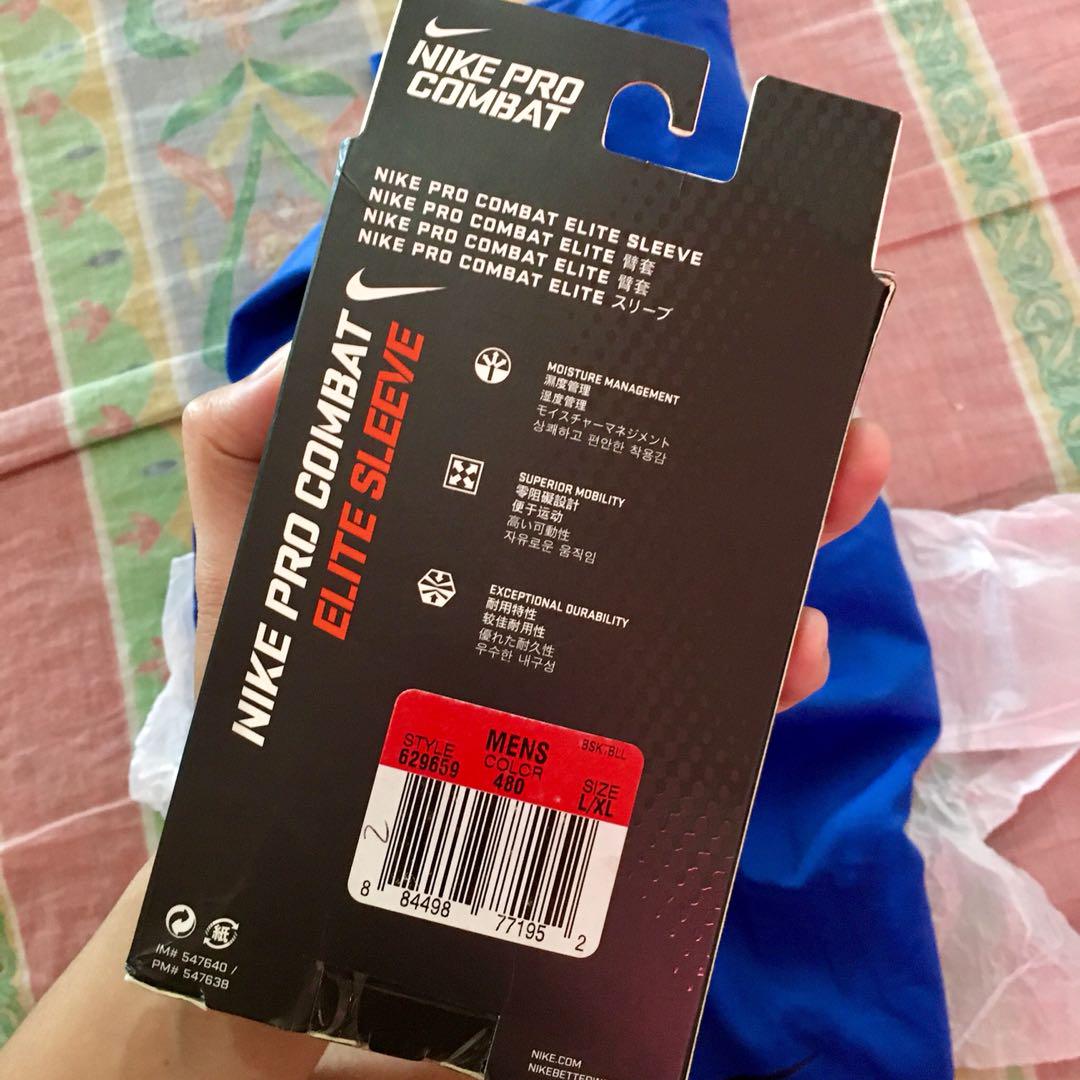 NIKE PRO
COMBAT
NIKE PRO COMBAT ELITE SLEEVE
NIKE PRO COMBAT ELITE 臂套
NIKE PRO COMBAT ELITE 臂套
NIKE PRO COMBAT ELITE スリーブ
NIKE PRO COMBAT
ELITE SLEEVE
MOISTURE MANAGEMENT
濕度管理
湿度管理
モイスチャーマネジメント
상쾌하고 편안한 착용감
SUPERIOR MOBILITY
零阻礙設計
便于运动
高い可動性
자유로운 움직임
EXCEPTIONAL DURABILITY
耐用特性
较佳耐用性
優れた耐久性
우수한 내구성
STYLE MENS BSK.BLL
629659 COLOR SIZE
480 L/XL
2
8 84498 77195 2
紙
IM# 547640 /
PM# 547638
NIKE.COM